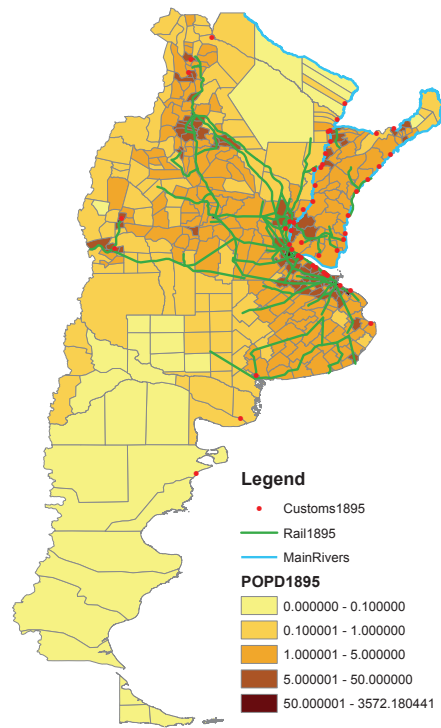 Legend
Customs1895
Rail1895
MainRivers
POPD1895
0.000000 - 0.100000
0.100001 - 1.000000
1.000001 - 5.000000
5.000001 - 50.000000
50.000001 - 3572.180441